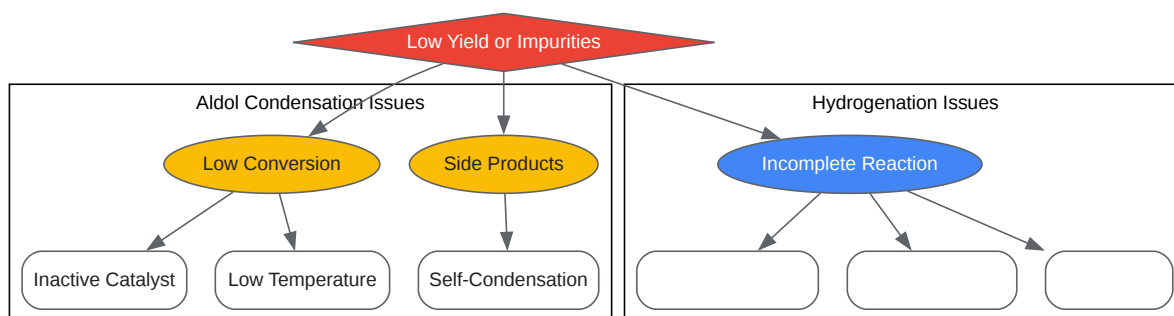 Low Yield or Impurities
Aldol Condensation Issues
Hydrogenation Issues
Low Conversion
Side Products
Incomplete Reaction
Inactive Catalyst
Low Temperature
Self-Condensation